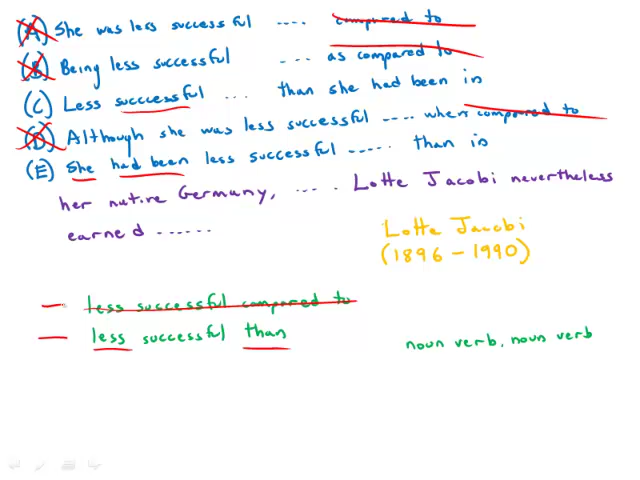 (A) She was less successful .... compared to
(B) Being less successful ... as compared to
(C) Less successful ... than she had been in
(D) Although she was less successful .... when compared to
(E) She had been less successful ..... than in
her native Germany, .... Lotte Jacobi nevertheless
earned ......
Lotte Jacobi
(1896 - 1990)
— less successful compared to
— less successful than
noun verb, noun verb